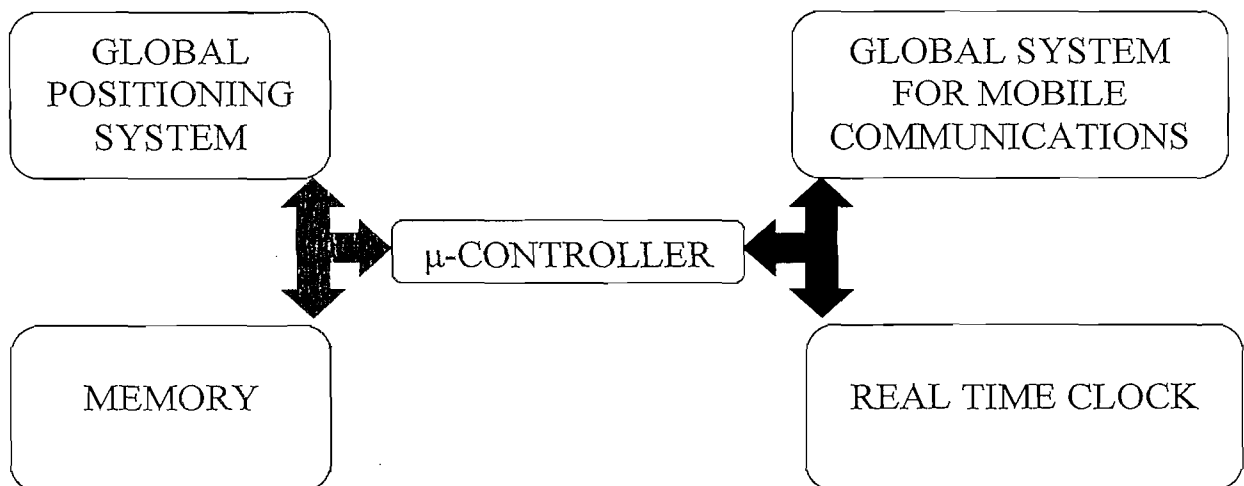 GLOBAL
POSITIONING
SYSTEM
GLOBAL SYSTEM
FOR MOBILE
COMMUNICATIONS
μ-CONTROLLER
MEMORY
REAL TIME CLOCK